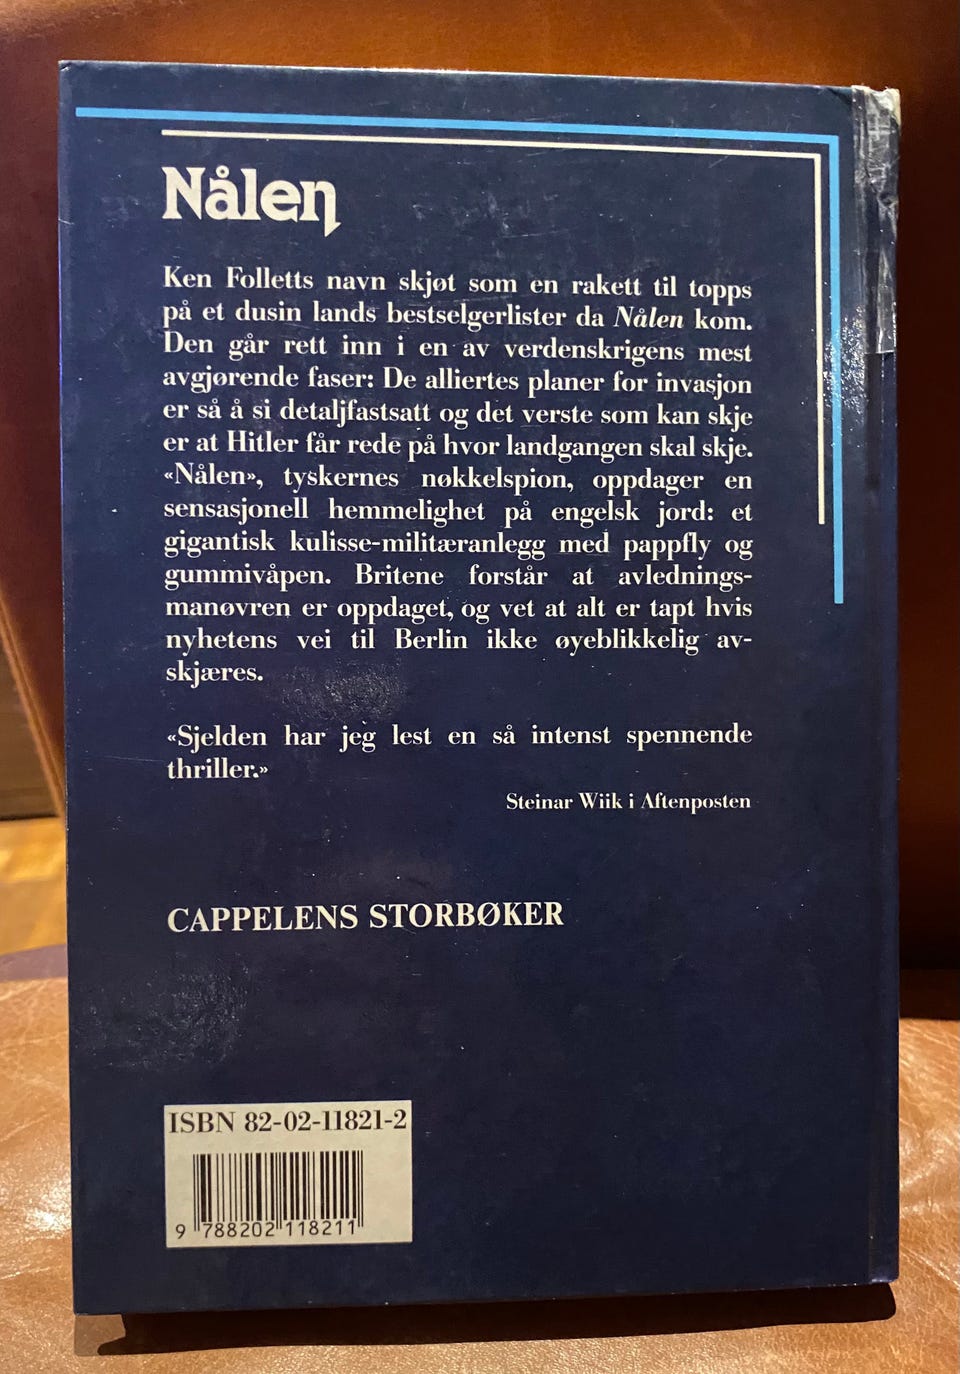 Nålen
Ken Folletts navn skjøt som en rakett til topps
på et dusin lands bestselgerlister da Nålen kom.
Den går rett inn i en av verdenskrigens mest
avgjørende faser: De alliertes planer for invasjon
er så å si detaljfastsatt og det verste som kan skje
er at Hitler får rede på hvor landgangen skal skje.
«Nålen», tyskernes nøkkelspion, oppdager en
sensasjonell hemmelighet på engelsk jord: et
gigantisk kulisse-militæranlegg med pappfly og
gummivåpen. Britene forstår at avlednings-
manøvren er oppdaget, og vet at alt er tapt hvis
nyhetens vei til Berlin ikke øyeblikkelig av-
skjæres.
«Sjelden har jeg lest en så intenst spennende
thriller.»
Steinar Wiik i Aftenposten
CAPPELENS STORBØKER
ISBN 82-02-11821-2
9 788202 118211